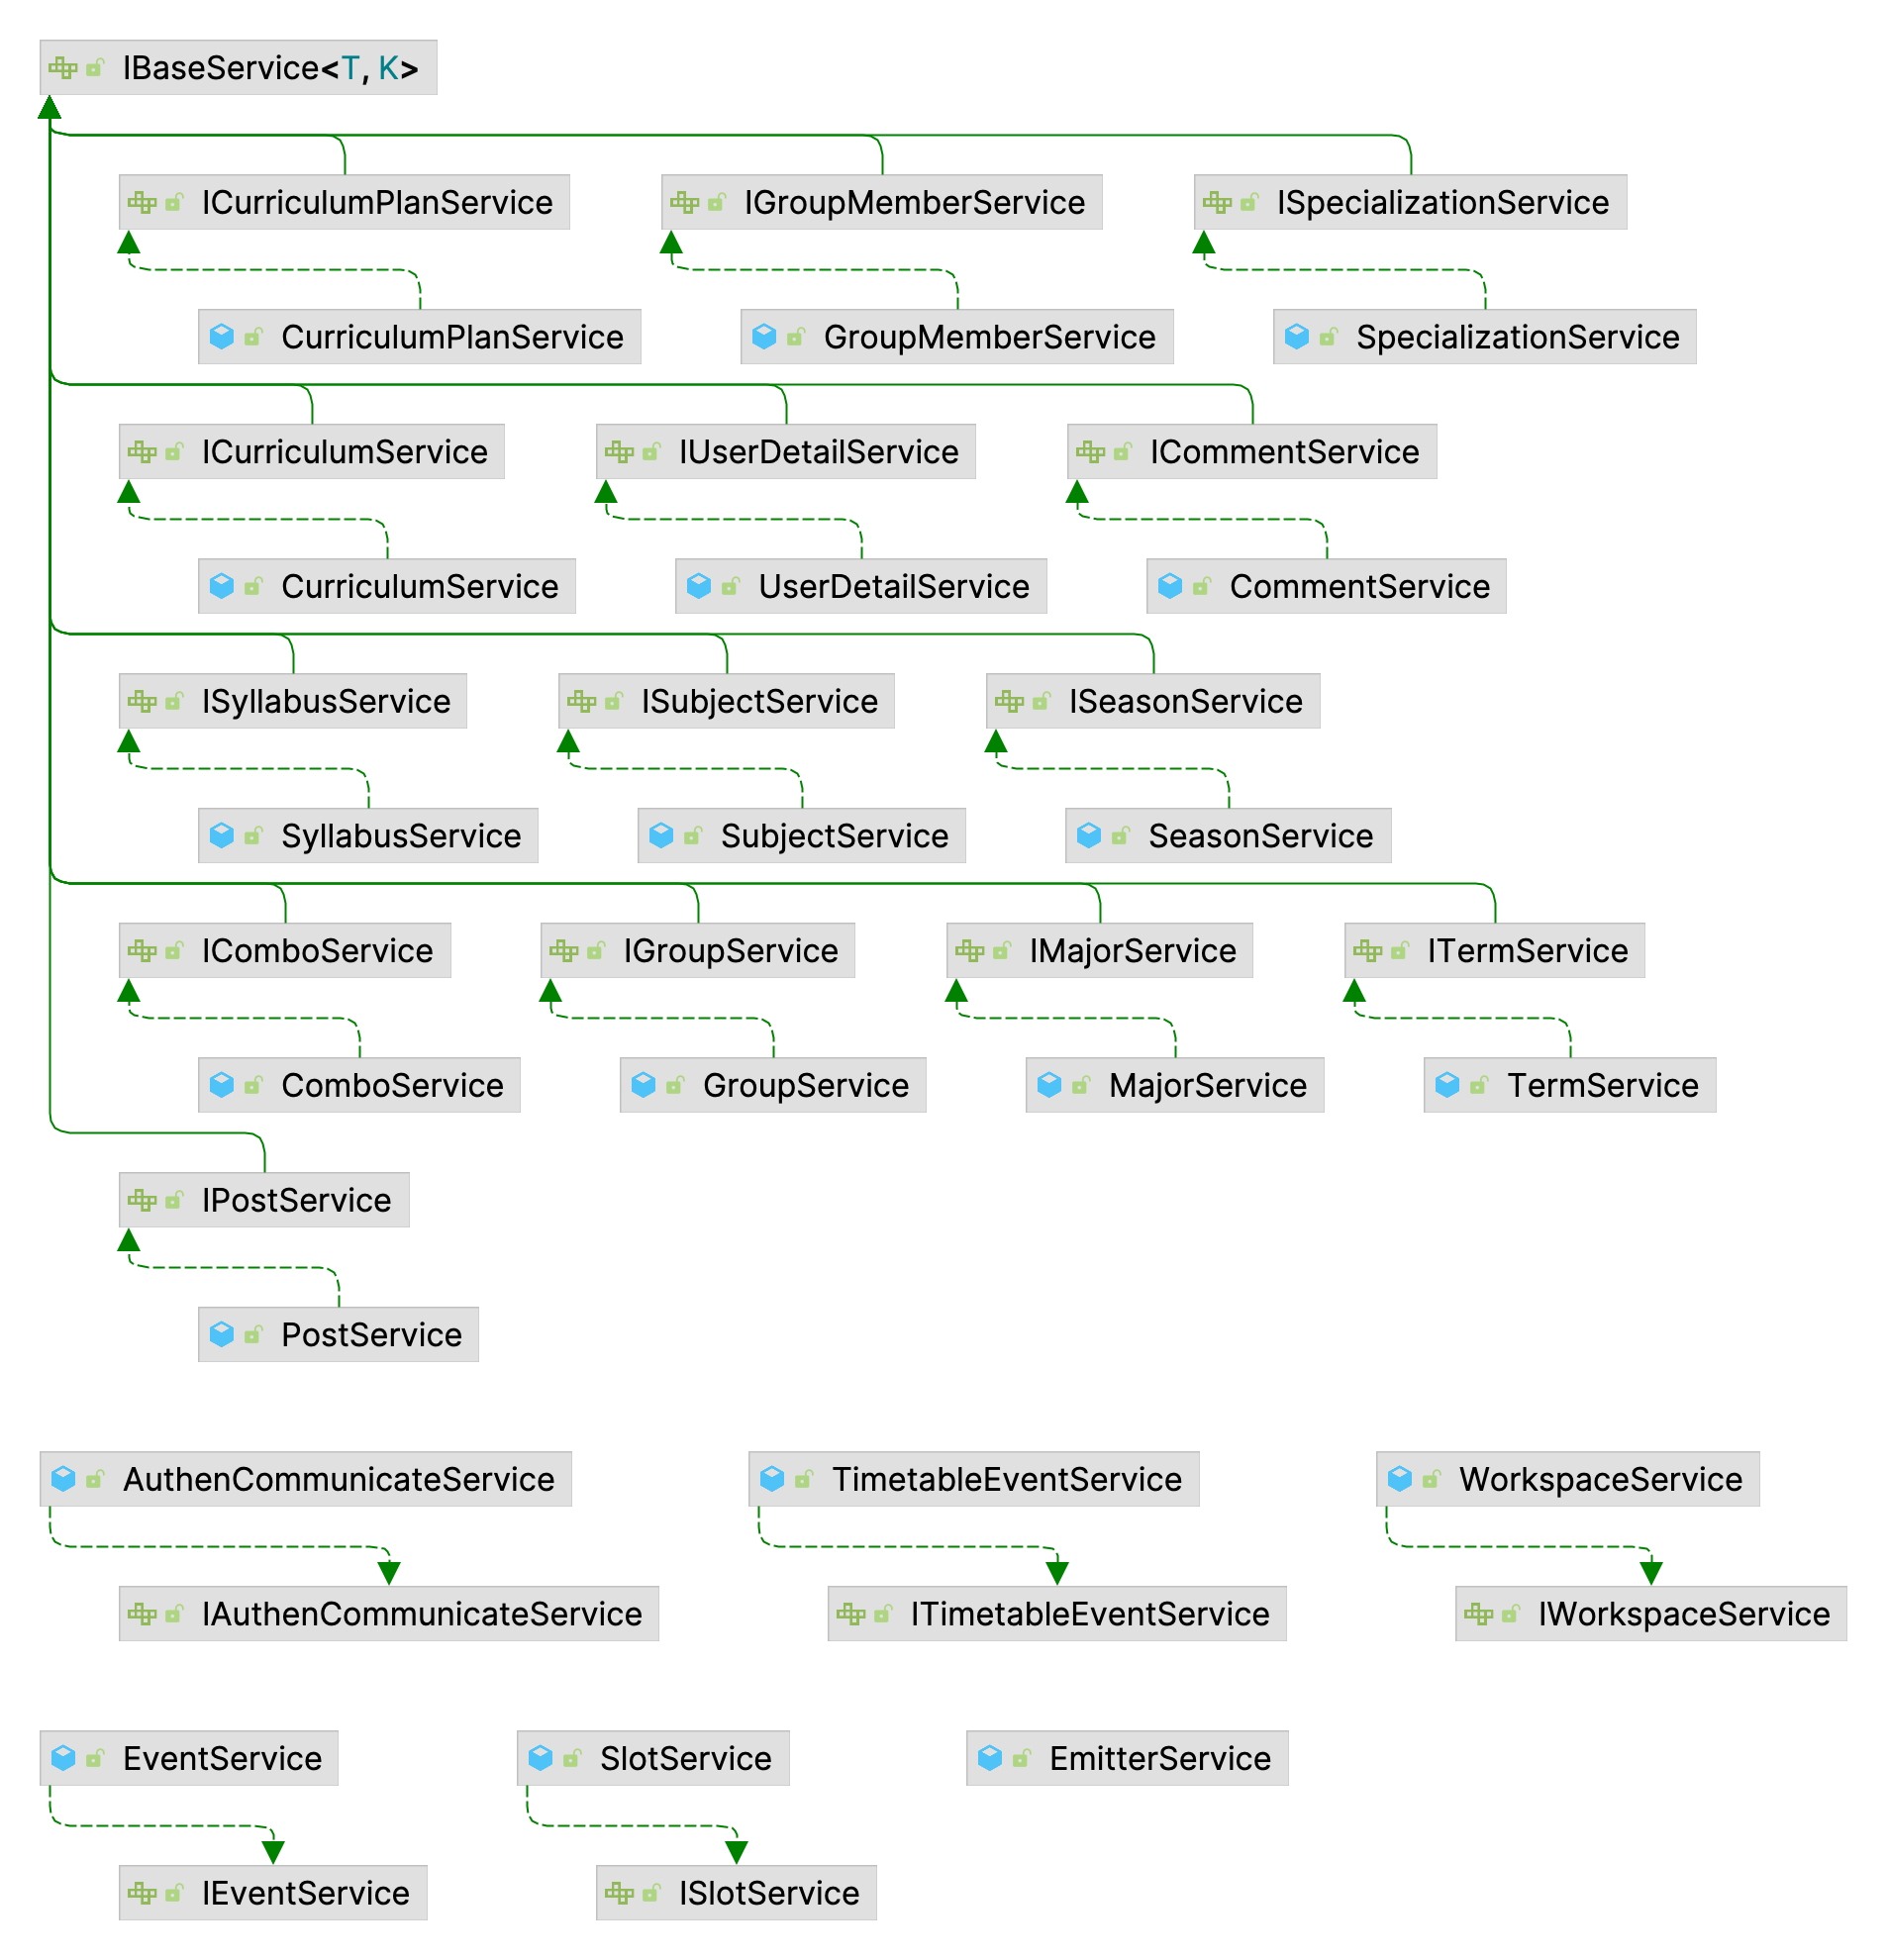 IBaseService<T, K>
ICurriculumPlanService
IGroupMemberService
ISpecializationService
CurriculumPlanService
GroupMemberService
SpecializationService
ICurriculumService
IUserDetailService
ICommentService
CurriculumService
UserDetailService
CommentService
ISyllabusService
ISubjectService
ISeasonService
SyllabusService
SubjectService
SeasonService
IComboService
IGroupService
IMajorService
ITermService
ComboService
GroupService
MajorService
TermService
IPostService
PostService
AuthenCommunicateService
TimetableEventService
WorkspaceService
IAuthenCommunicateService
ITimetableEventService
IWorkspaceService
EventService
SlotService
EmitterService
IEventService
ISlotService